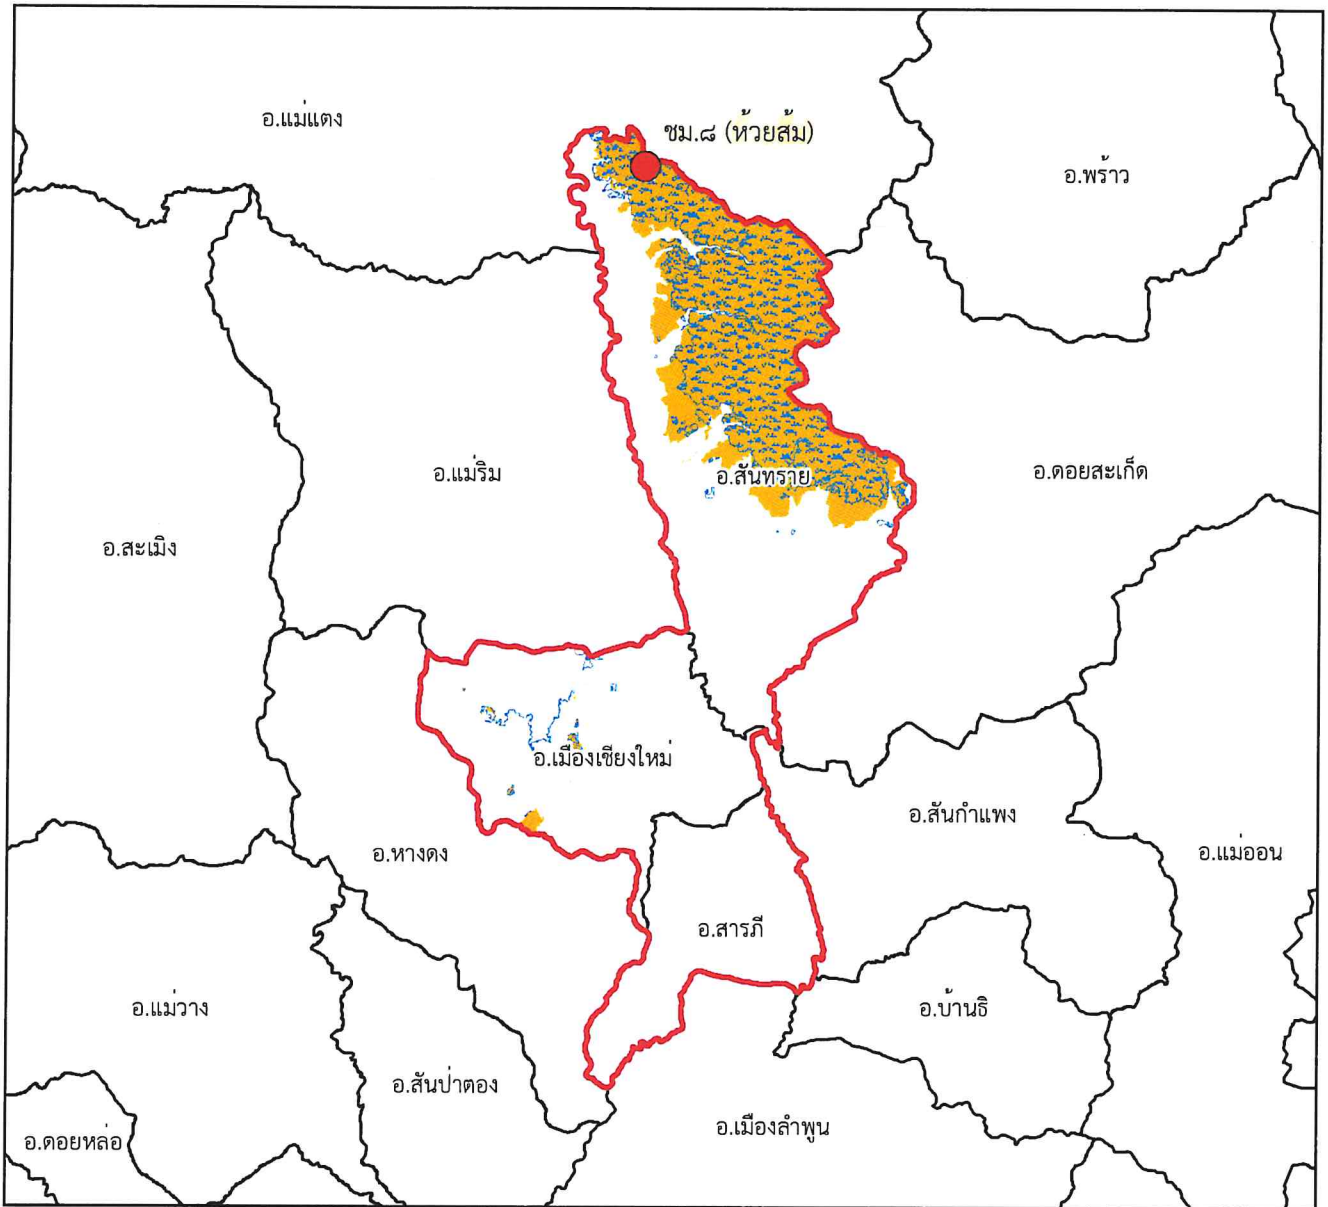 อ.แม่แตง
ชม.๘ (ห้วยส้ม)
อ.พร้าว
อ.แม่ริม
อ.สันทราย
อ.ดอยสะเก็ด
อ.สะเมิง
อ.เมืองเชียงใหม่
อ.สันกำแพง
อ.หางดง
อ.แม่ออน
อ.สารภี
อ.แม่วาง
อ.บ้านธิ
อ.สันป่าตอง
อ.เมืองลำพูน
อ.ดอยหล่อ